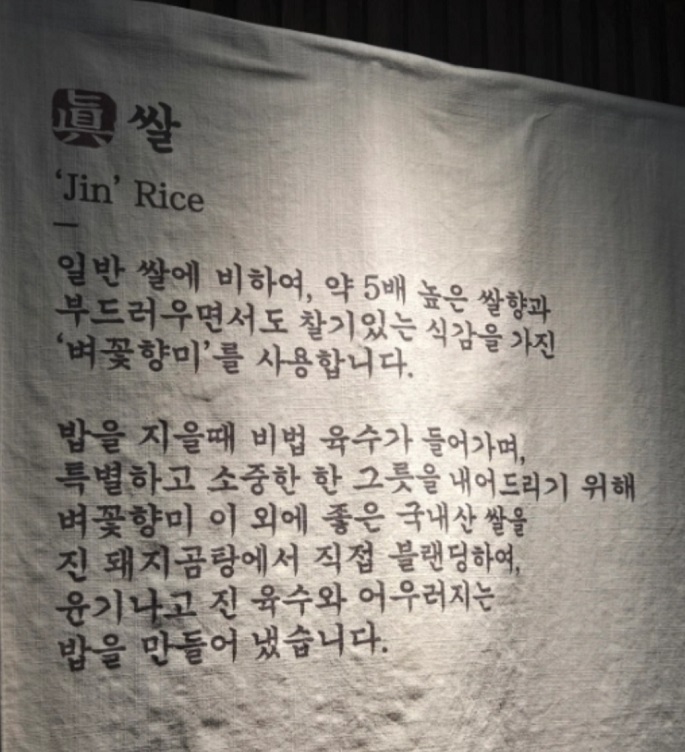 眞 쌀
'Jin' Rice
일반 쌀에 비하여, 약 5배 높은 쌀향과
부드러우면서도 찰기있는 식감을 가진
'벼꽃향미'를 사용합니다.
밥을 지을때 비법 육수가 들어가며,
특별하고 소중한 한 그릇을 내어드리기 위해
벼꽃향미 이 외에 좋은 국내산 쌀을
진 돼지곰탕에서 직접 블랜딩하여,
윤기나고 진 육수와 어우러지는
밥을 만들어 냈습니다.